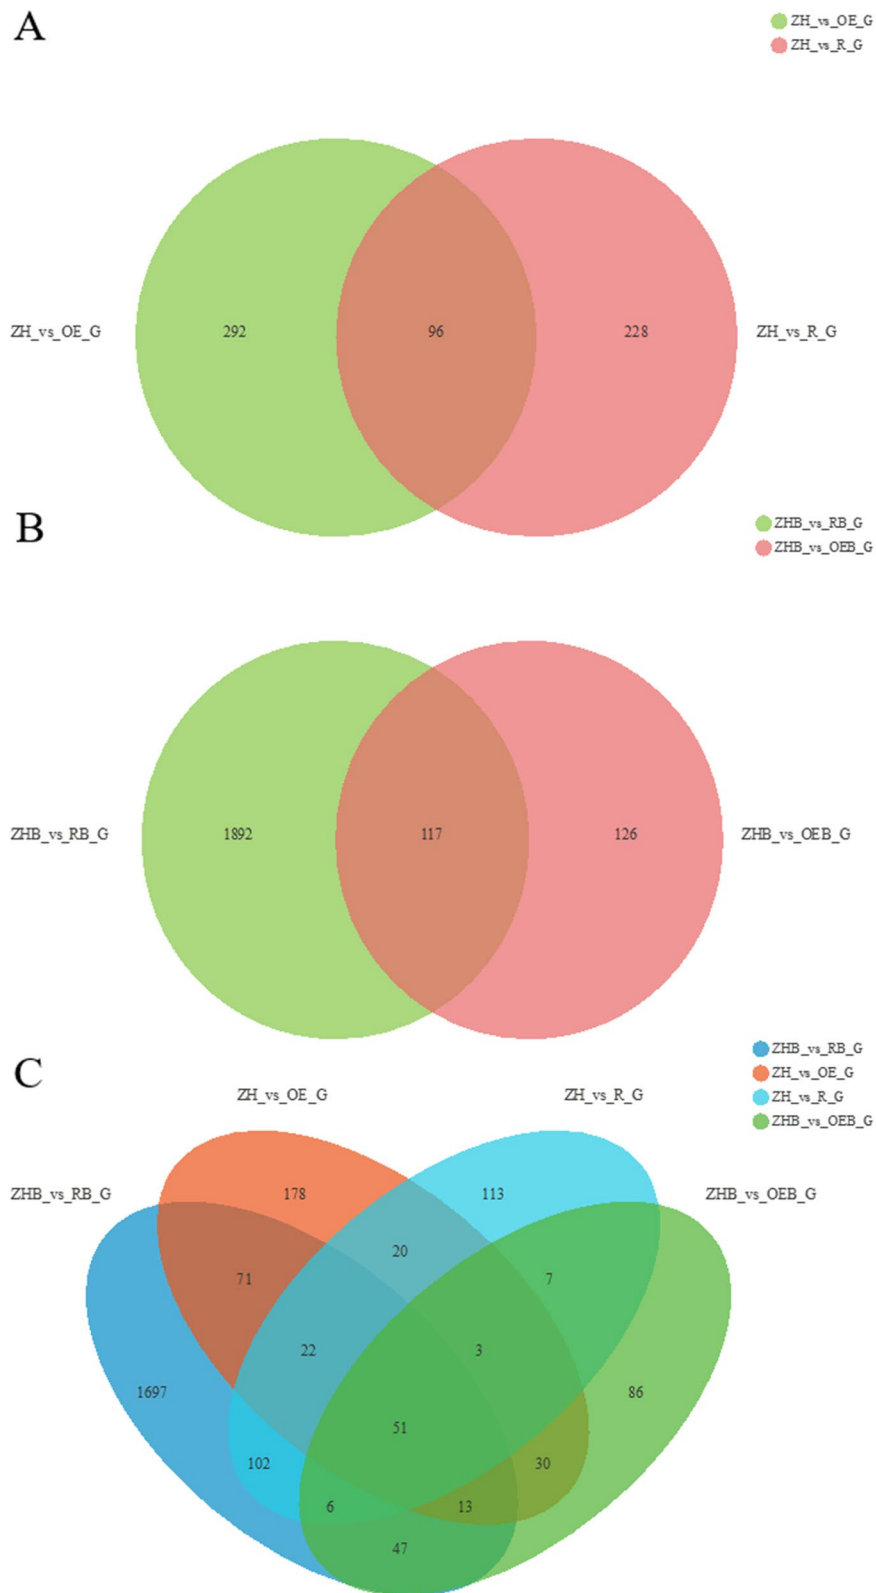 A
ZH_vs_OE_G
ZH_vs_R_G
ZH_vs_OE_G
292
96
228
ZH_vs_R_G
B
ZHB_vs_RB_G
ZHB_vs_OEB_G
ZHB_vs_RB_G
1892
117
126
ZHB_vs_OEB_G
C
ZHB_vs_RB_G
ZH_vs_OE_G
ZH_vs_R_G
ZHB_vs_OEB_G
ZH_vs_OE_G
ZH_vs_R_G
ZHB_vs_RB_G
ZHB_vs_OEB_G
178
113
20
71
7
22
3
1697
86
51
102
30
6
13
47